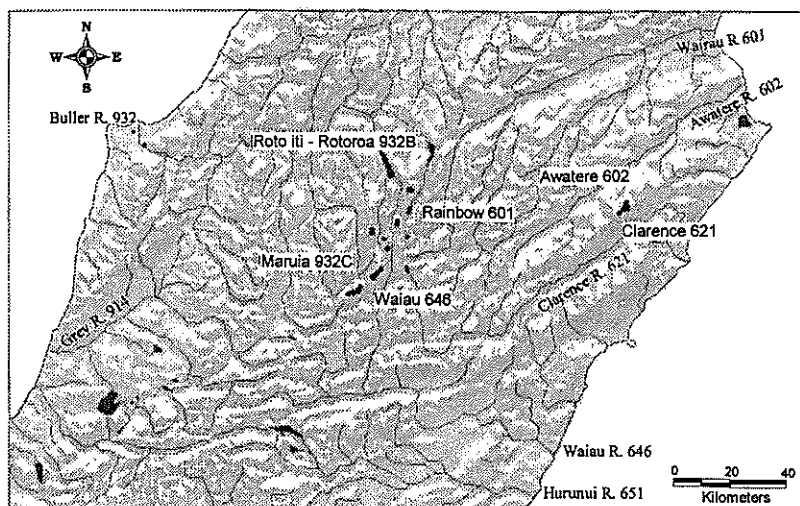 N
W E
S
Wairau R 601
Awatere R. 602
Buller R. 932
Roto iti - Rotoroa 932B
Awatere 602
Rainbow 601
Clarence 621
Maruia 932C
Clarence R. 621
Waiau 646
Grey R. 914
Waiau R. 646
0 20 40
Kilometers
Hurunui R. 651